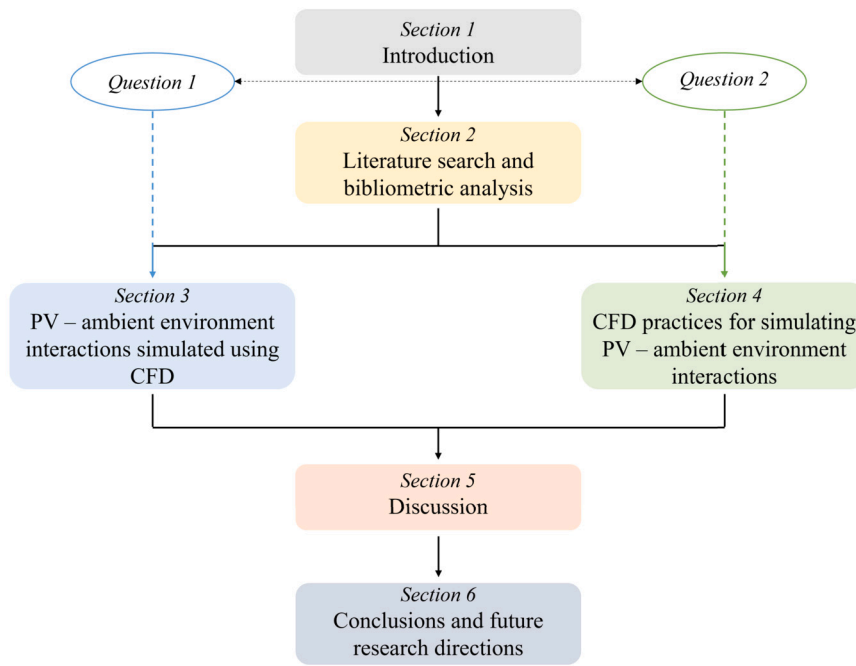 Section 1
Introduction
Question 1
Question 2
Section 2
Literature search and
bibliometric analysis
Section 3
PV – ambient environment
interactions simulated using
CFD
Section 4
CFD practices for simulating
PV – ambient environment
interactions
Section 5
Discussion
Section 6
Conclusions and future
research directions